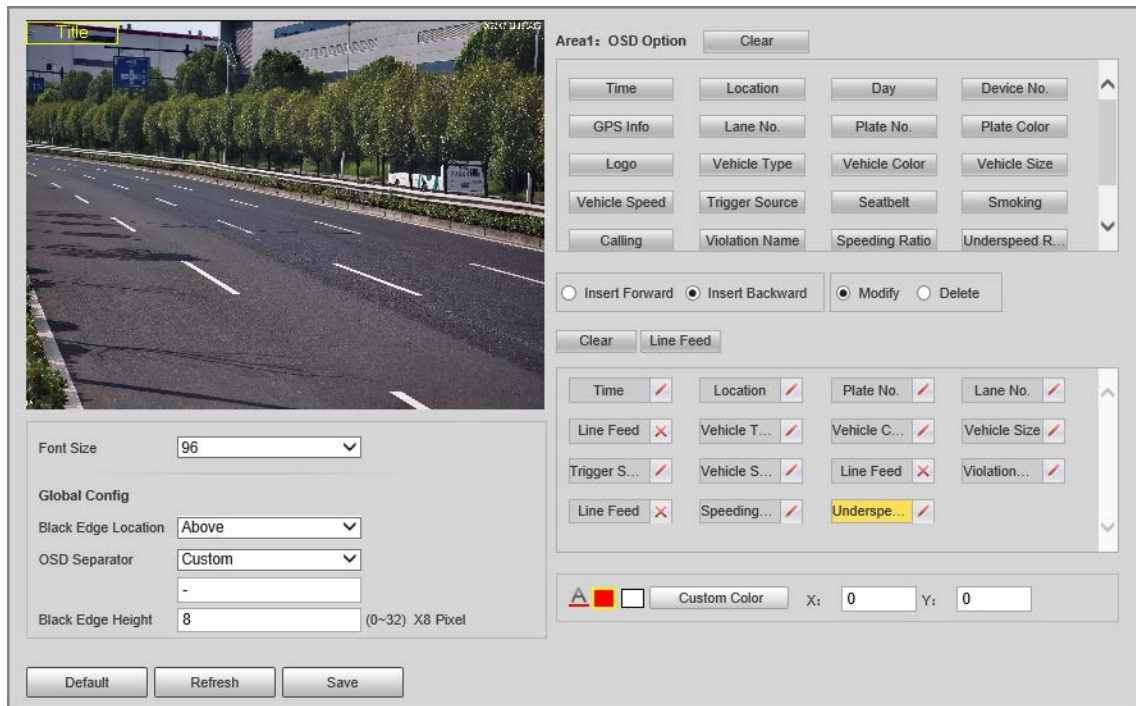 Title
Area1: OSD Option Clear
Time Location Day Device No.
GPS Info Lane No. Plate No. Plate Color
Logo Vehicle Type Vehicle Color Vehicle Size
Vehicle Speed Trigger Source Seatbelt Smoking
Calling Violation Name Speeding Ratio Underspeed R...
Insert Forward Insert Backward Modify Delete
Clear Line Feed
Time Location Plate No. Lane No.
Line Feed Vehicle T... Vehicle C... Vehicle Size
Trigger S... Vehicle S... Line Feed Violation...
Line Feed Speeding... Underspe...
A Custom Color X: 0 Y: 0
Font Size 96
Global Config
Black Edge Location Above
OSD Separator Custom
-
Black Edge Height 8 (0~32) X8 Pixel
Default Refresh Save